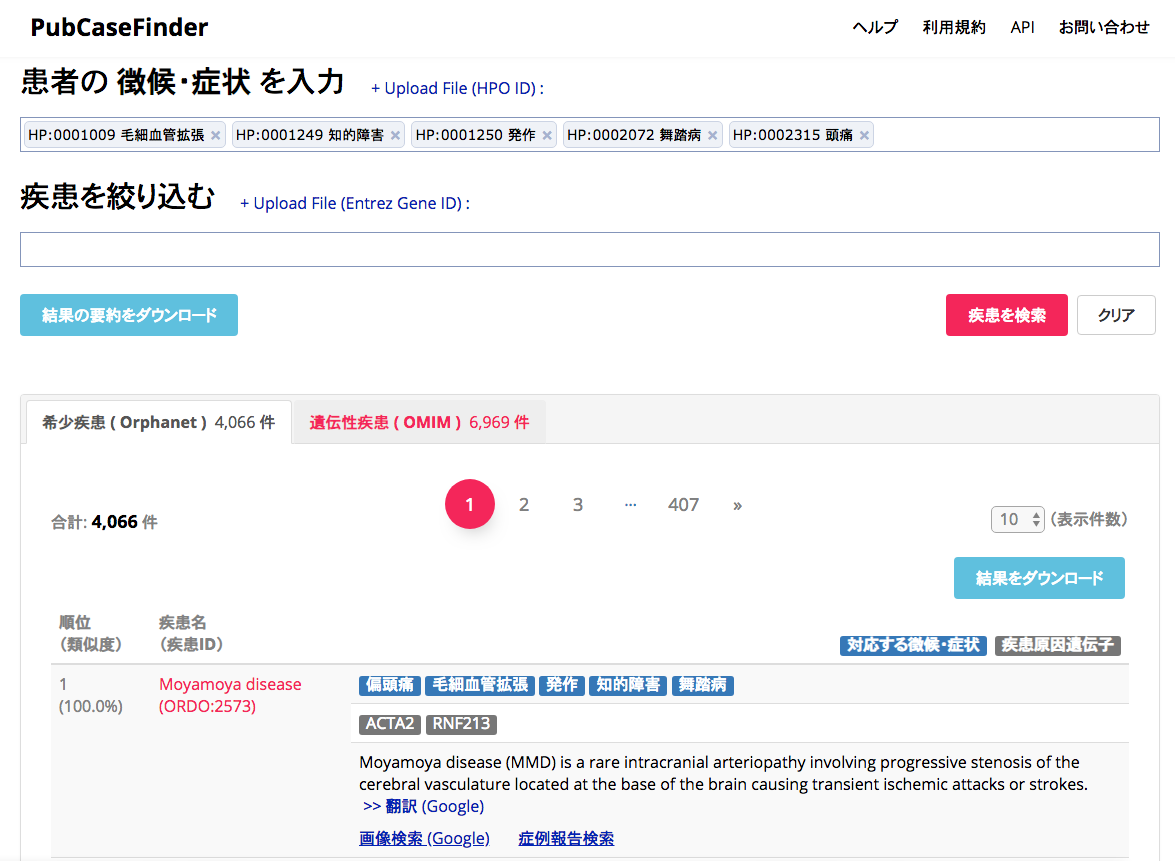 PubCaseFinder
ヘルプ 利用規約 API お問い合わせ
患者の 徴候・症状 を入力 + Upload File (HPO ID) :
HP:0001009 毛細血管拡張 × HP:0001249 知的障害 × HP:0001250 発作 × HP:0002072 舞踏病 × HP:0002315 頭痛 ×
疾患を絞り込む + Upload File (Entrez Gene ID) :
結果の要約をダウンロード 疾患を検索 クリア
希少疾患 ( Orphanet ) 4,066 件 遺伝性疾患 ( OMIM ) 6,969 件
1 2 3 ... 407 »
合計: 4,066 件 10 (表示件数)
結果をダウンロード
順位 疾患名
(類似度) (疾患ID) 対応する徴候・症状 疾患原因遺伝子
1 Moyamoya disease 偏頭痛 毛細血管拡張 発作 知的障害 舞踏病
(100.0%) (ORDO:2573)
ACTA2 RNF213
Moyamoya disease (MMD) is a rare intracranial arteriopathy involving progressive stenosis of the
cerebral vasculature located at the base of the brain causing transient ischemic attacks or strokes.
>> 翻訳 (Google)
画像検索 (Google) 症例報告検索